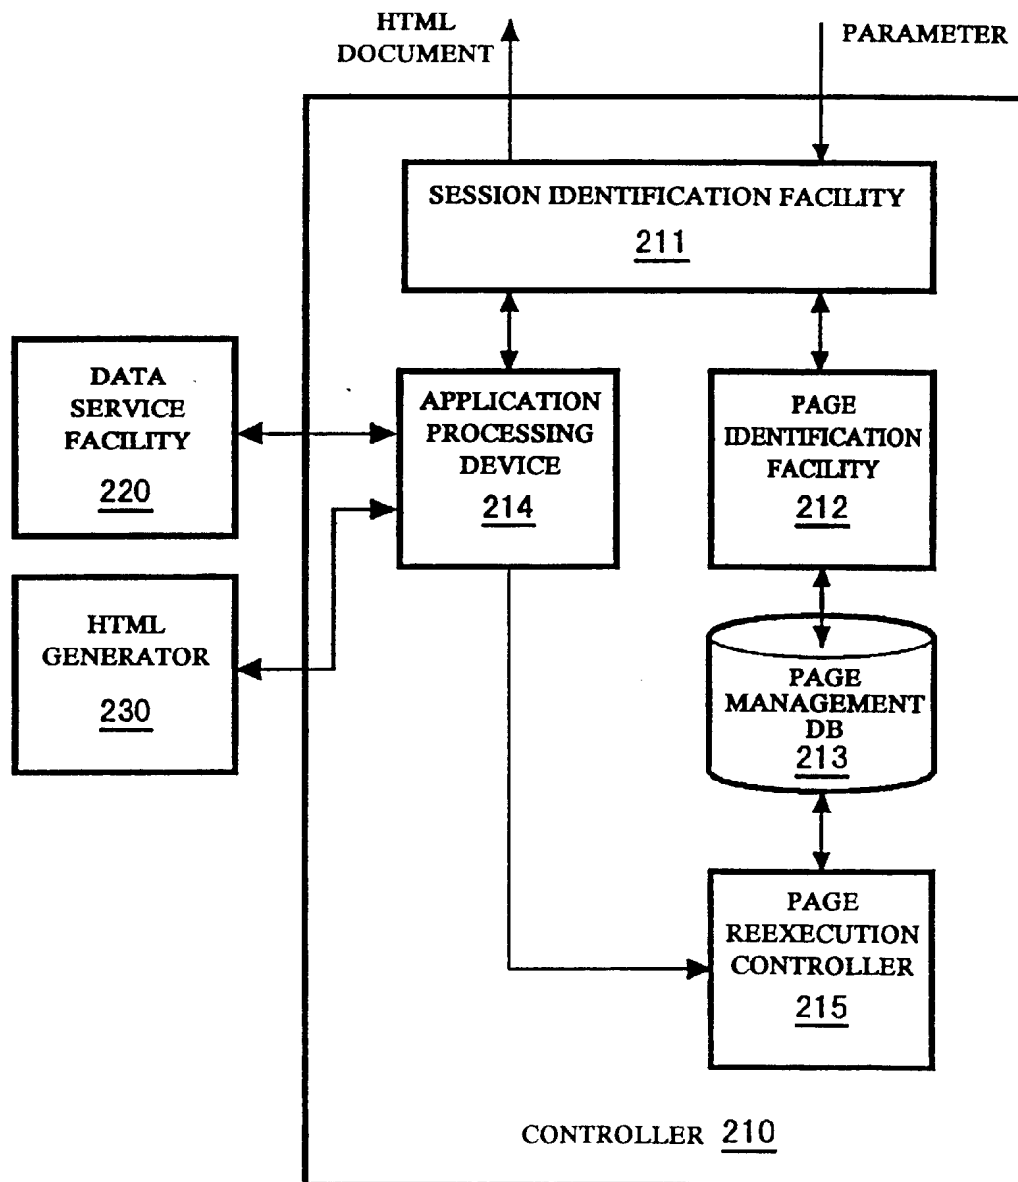 HTML
DOCUMENT
PARAMETER
SESSION IDENTIFICATION FACILITY
211
DATA
SERVICE
FACILITY
220
APPLICATION
PROCESSING
DEVICE
214
PAGE
IDENTIFICATION
FACILITY
212
HTML
GENERATOR
230
PAGE
MANAGEMENT
DB
213
PAGE
REEXECUTION
CONTROLLER
215
CONTROLLER 210